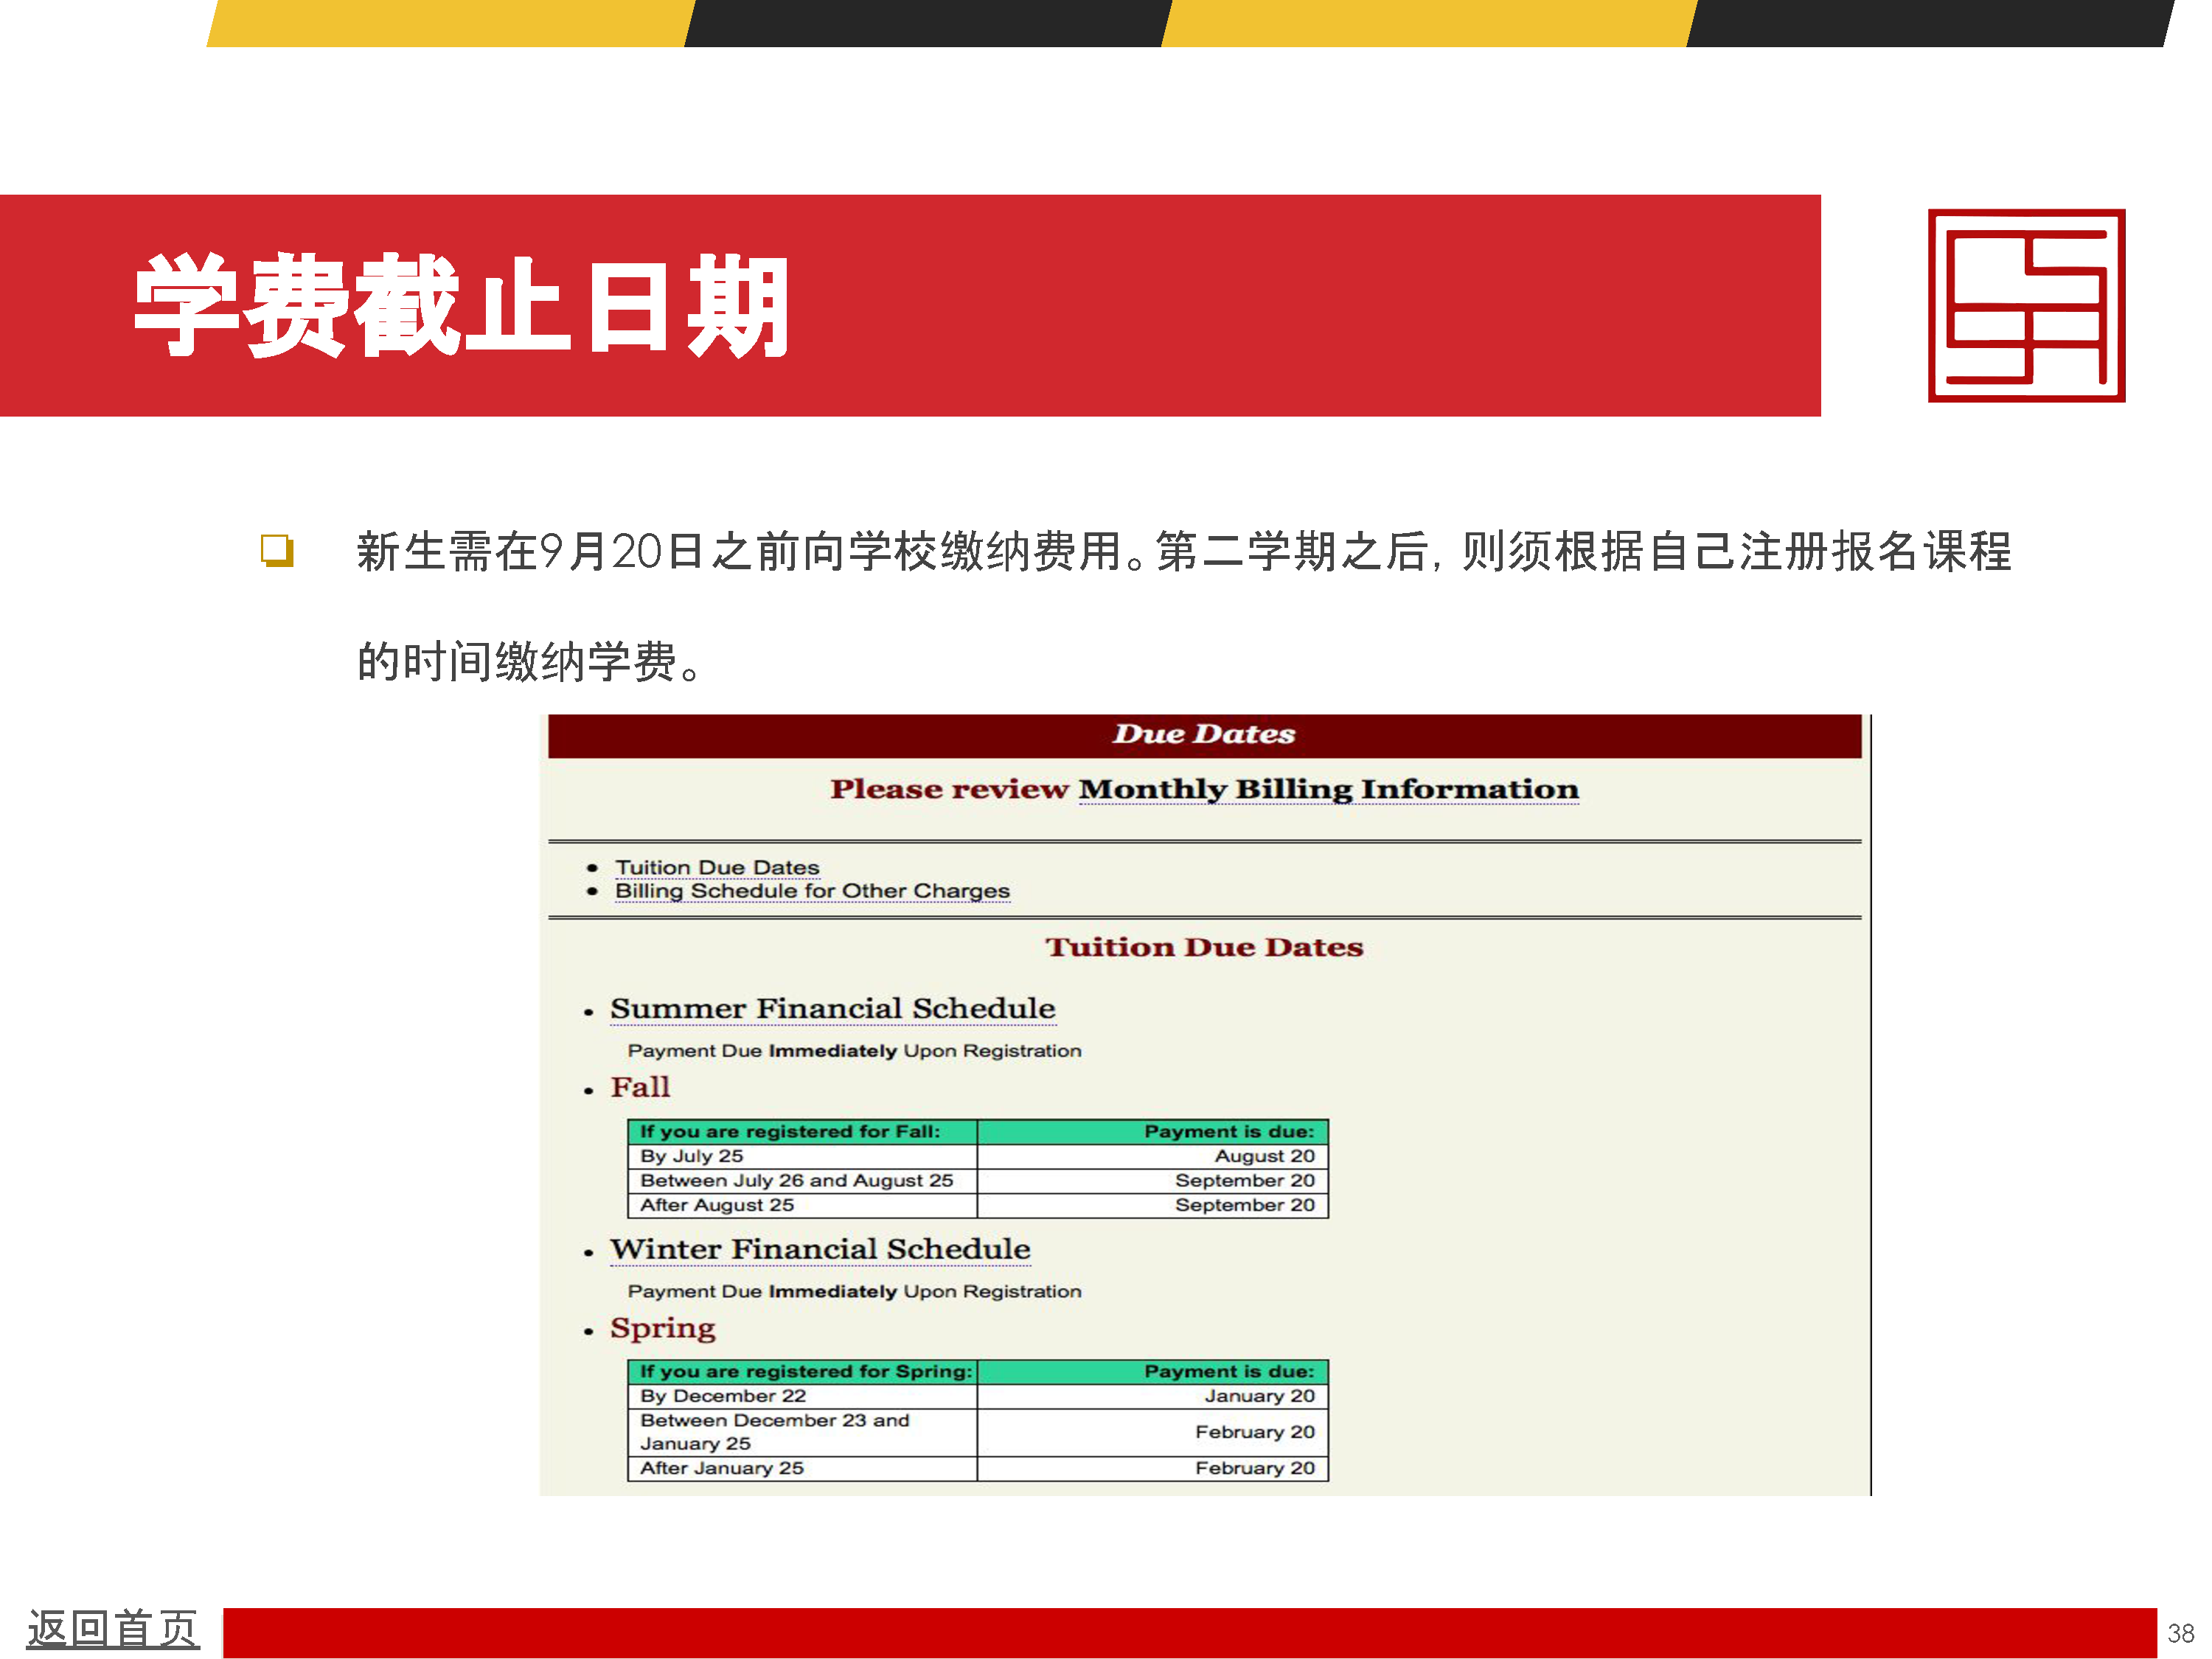 学费截止日期
新生需在9月20日之前向学校缴纳费用。第二学期之后，则须根据自己注册报名课程
的时间缴纳学费。
Due Dates
Please review Monthly Billing Information
Tuition Due Dates
Billing Schedule for Other Charges
Tuition Due Dates
Summer Financial Schedule
Payment Due Immediately Upon Registration
Fall
If you are registered for Fall: Payment is due:
By July 25 August 20
Between July 26 and August 25 September 20
After August 25 September 20
Winter Financial Schedule
Payment Due Immediately Upon Registration
Spring
If you are registered for Spring: Payment is due:
By December 22 January 20
Between December 23 and
January 25 February 20
After January 25 February 20
返回首页
38